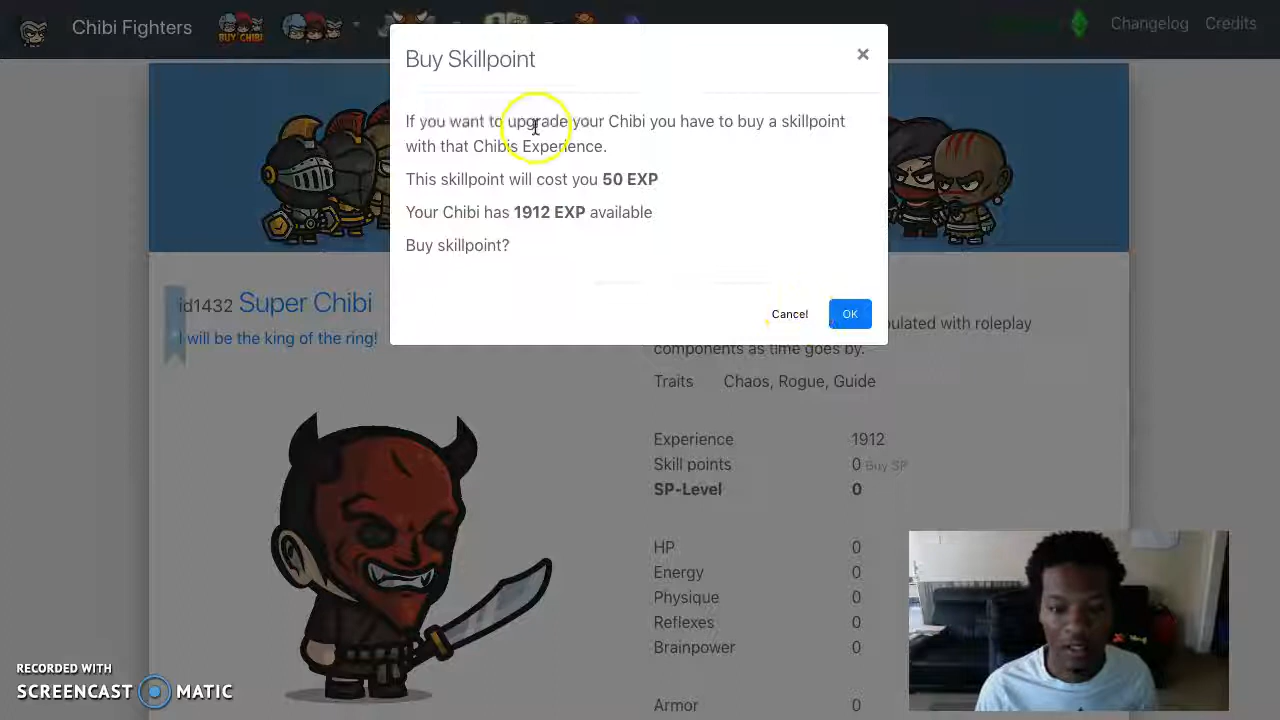 Chibi Fighters
BUY CHIBI
Changelog
Credits
Buy Skillpoint
×
If you want to upgrade your Chibi you have to buy a skillpoint
with that Chibis Experience.
This skillpoint will cost you 50 EXP
Your Chibi has 1912 EXP available
Buy skillpoint?
Cancel
OK
id1432 Super Chibi
I will be the king of the ring!
pulated with roleplay
components as time goes by.
Traits Chaos, Rogue, Guide
Experience 1912
Skill points 0 Buy SP
SP-Level 0
HP 0
Energy 0
Physique 0
Reflexes 0
Brainpower 0
Armor 0
RECORDED WITH
SCREENCAST MATIC